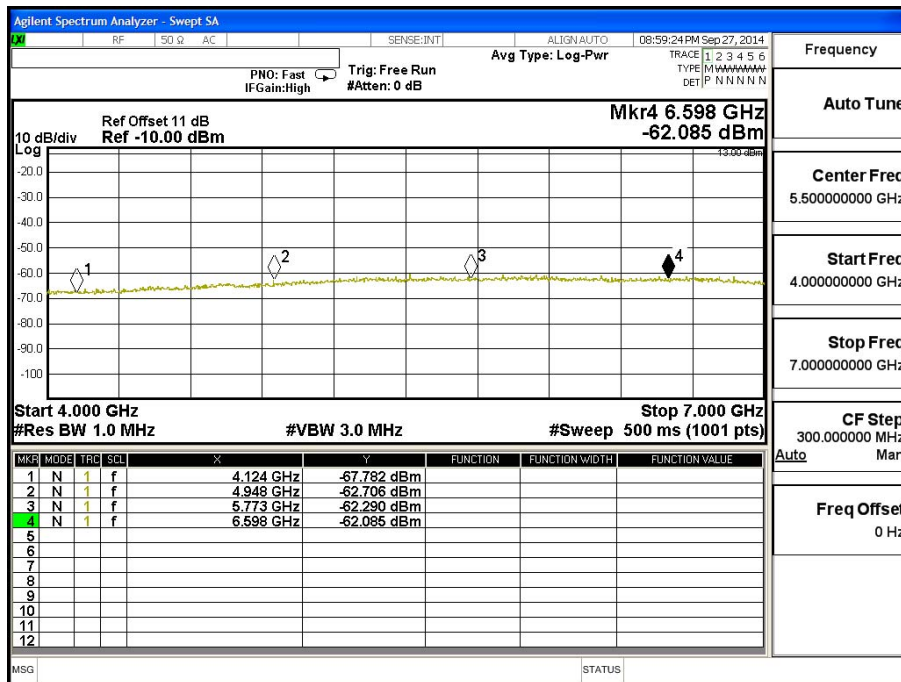 Agilent Spectrum Analyzer - Swept SA
LXI RF 50 Ω AC SENSE:INT ALIGN AUTO 08:59:24 PM Sep 27, 2014
Frequency
Avg Type: Log-Pwr
TRACE 1 2 3 4 5 6
TYPE M WWWWW
DET P N N N N N
PNO: Fast
IFGain:High
Trig: Free Run
#Atten: 0 dB
Auto Tune
Mkr4 6.598 GHz
-62.085 dBm
Ref Offset 11 dB
Ref -10.00 dBm
10 dB/div
Log
13.00 dBm
-20.0
-30.0
-40.0
-50.0
-60.0
-70.0
-80.0
-90.0
-100
1
2
3
4
Center Freq
5.500000000 GHz
Start Freq
4.000000000 GHz
Stop Freq
7.000000000 GHz
Start 4.000 GHz
Stop 7.000 GHz
#Res BW 1.0 MHz
#VBW 3.0 MHz
#Sweep 500 ms (1001 pts)
CF Step
300.000000 MHz
Auto Man
MKR MODE TRC SCL X Y FUNCTION FUNCTION WIDTH FUNCTION VALUE
1 N 1 f 4.124 GHz -67.782 dBm
2 N 1 f 4.948 GHz -62.706 dBm
3 N 1 f 5.773 GHz -62.290 dBm
4 N 1 f 6.598 GHz -62.085 dBm
5
6
7
8
9
10
11
12
Freq Offset
0 Hz
MSG STATUS